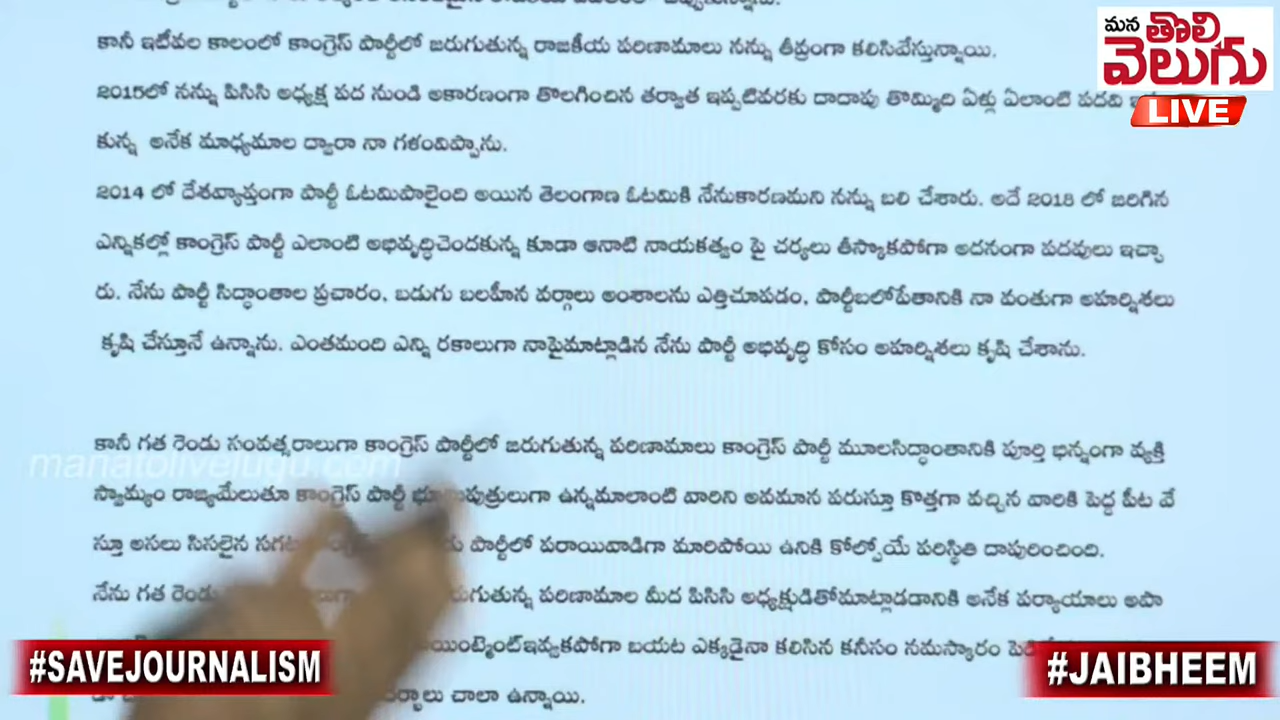 మన తొలి
వెలుగు
LIVE
కానీ ఇటీవల కాలంలో కాంగ్రెస్ పార్టీలో జరుగుతున్న రాజకీయ పరిణామాలు నన్ను తీవ్రంగా కలిసివేస్తున్నాయి.
2015లో నన్ను పిసిసి అధ్యక్ష పద నుండి అకారణంగా తొలగించిన తర్వాత ఇప్పటివరకు దాదాపు తొమ్మిది ఏళ్లు ఏలాంటి పదవి
కున్న అనేక మాధ్యమాల ద్వారా నా గళంవిప్పాను.
2014 లో దేశవ్యాప్తంగా పార్టీ ఓటమిపాలైంది అయిన తెలంగాణ ఓటమికి నేనుకారణమని నన్ను బలి చేశారు. అదే 2018 లో జరిగిన
ఎన్నికల్లో కాంగ్రెస్ పార్టీ ఎలాంటి అభివృద్ధిచెందకున్న కూడా ఆనాటి నాయకత్వం పై చర్యలు తీస్కొకపోగా అదనంగా పదవులు ఇచ్చా
రు. నేను పార్టీ సిద్ధాంతాల ప్రచారం, బడుగు బలహీన వర్గాలు అంశాలను ఎత్తిచూపడం, పార్టీబలోపేతానికి నా వంతుగా అహర్నిశలు
కృషి చేస్తూనే ఉన్నాను. ఎంతమంది ఎన్ని రకాలుగా నాపైమాట్లాడిన నేను పార్టీ అభివృద్ధి కోసం అహర్నిశలు కృషి చేశాను.
కానీ గత రెండు సంవత్సరాలుగా కాంగ్రెస్ పార్టీలో జరుగుతున్న పరిణామాలు కాంగ్రెస్ పార్టీ మూలసిద్ధాంతానికి పూర్తి భిన్నంగా వ్యక్తి
manatolivelugu.com
స్వామ్యం రాజ్యమేలుతూ కాంగ్రెస్ పార్టీ ఉన్నమాలాంటి వారిని అవమాన పరుస్తూ కొత్తగా వచ్చిన వారికి పెద్ద పీట వే
స్తూ అసలు సిసలైన పార్టీలో పరాయివాడిగా మారిపోయి ఉనికి కోల్పోయే పరిస్థితి దాపురించింది.
నేను గత రెండు పరిణామాల మీద పిసిసి అధ్యక్షుడితోమాట్లాడడానికి అనేక పర్యాయాలు అపా
బయట ఎక్కడైనా కలిసిన కనీసం నమస్కారం
చాలా ఉన్నాయి.
#SAVEJOURNALISM
#JAIBHEEM